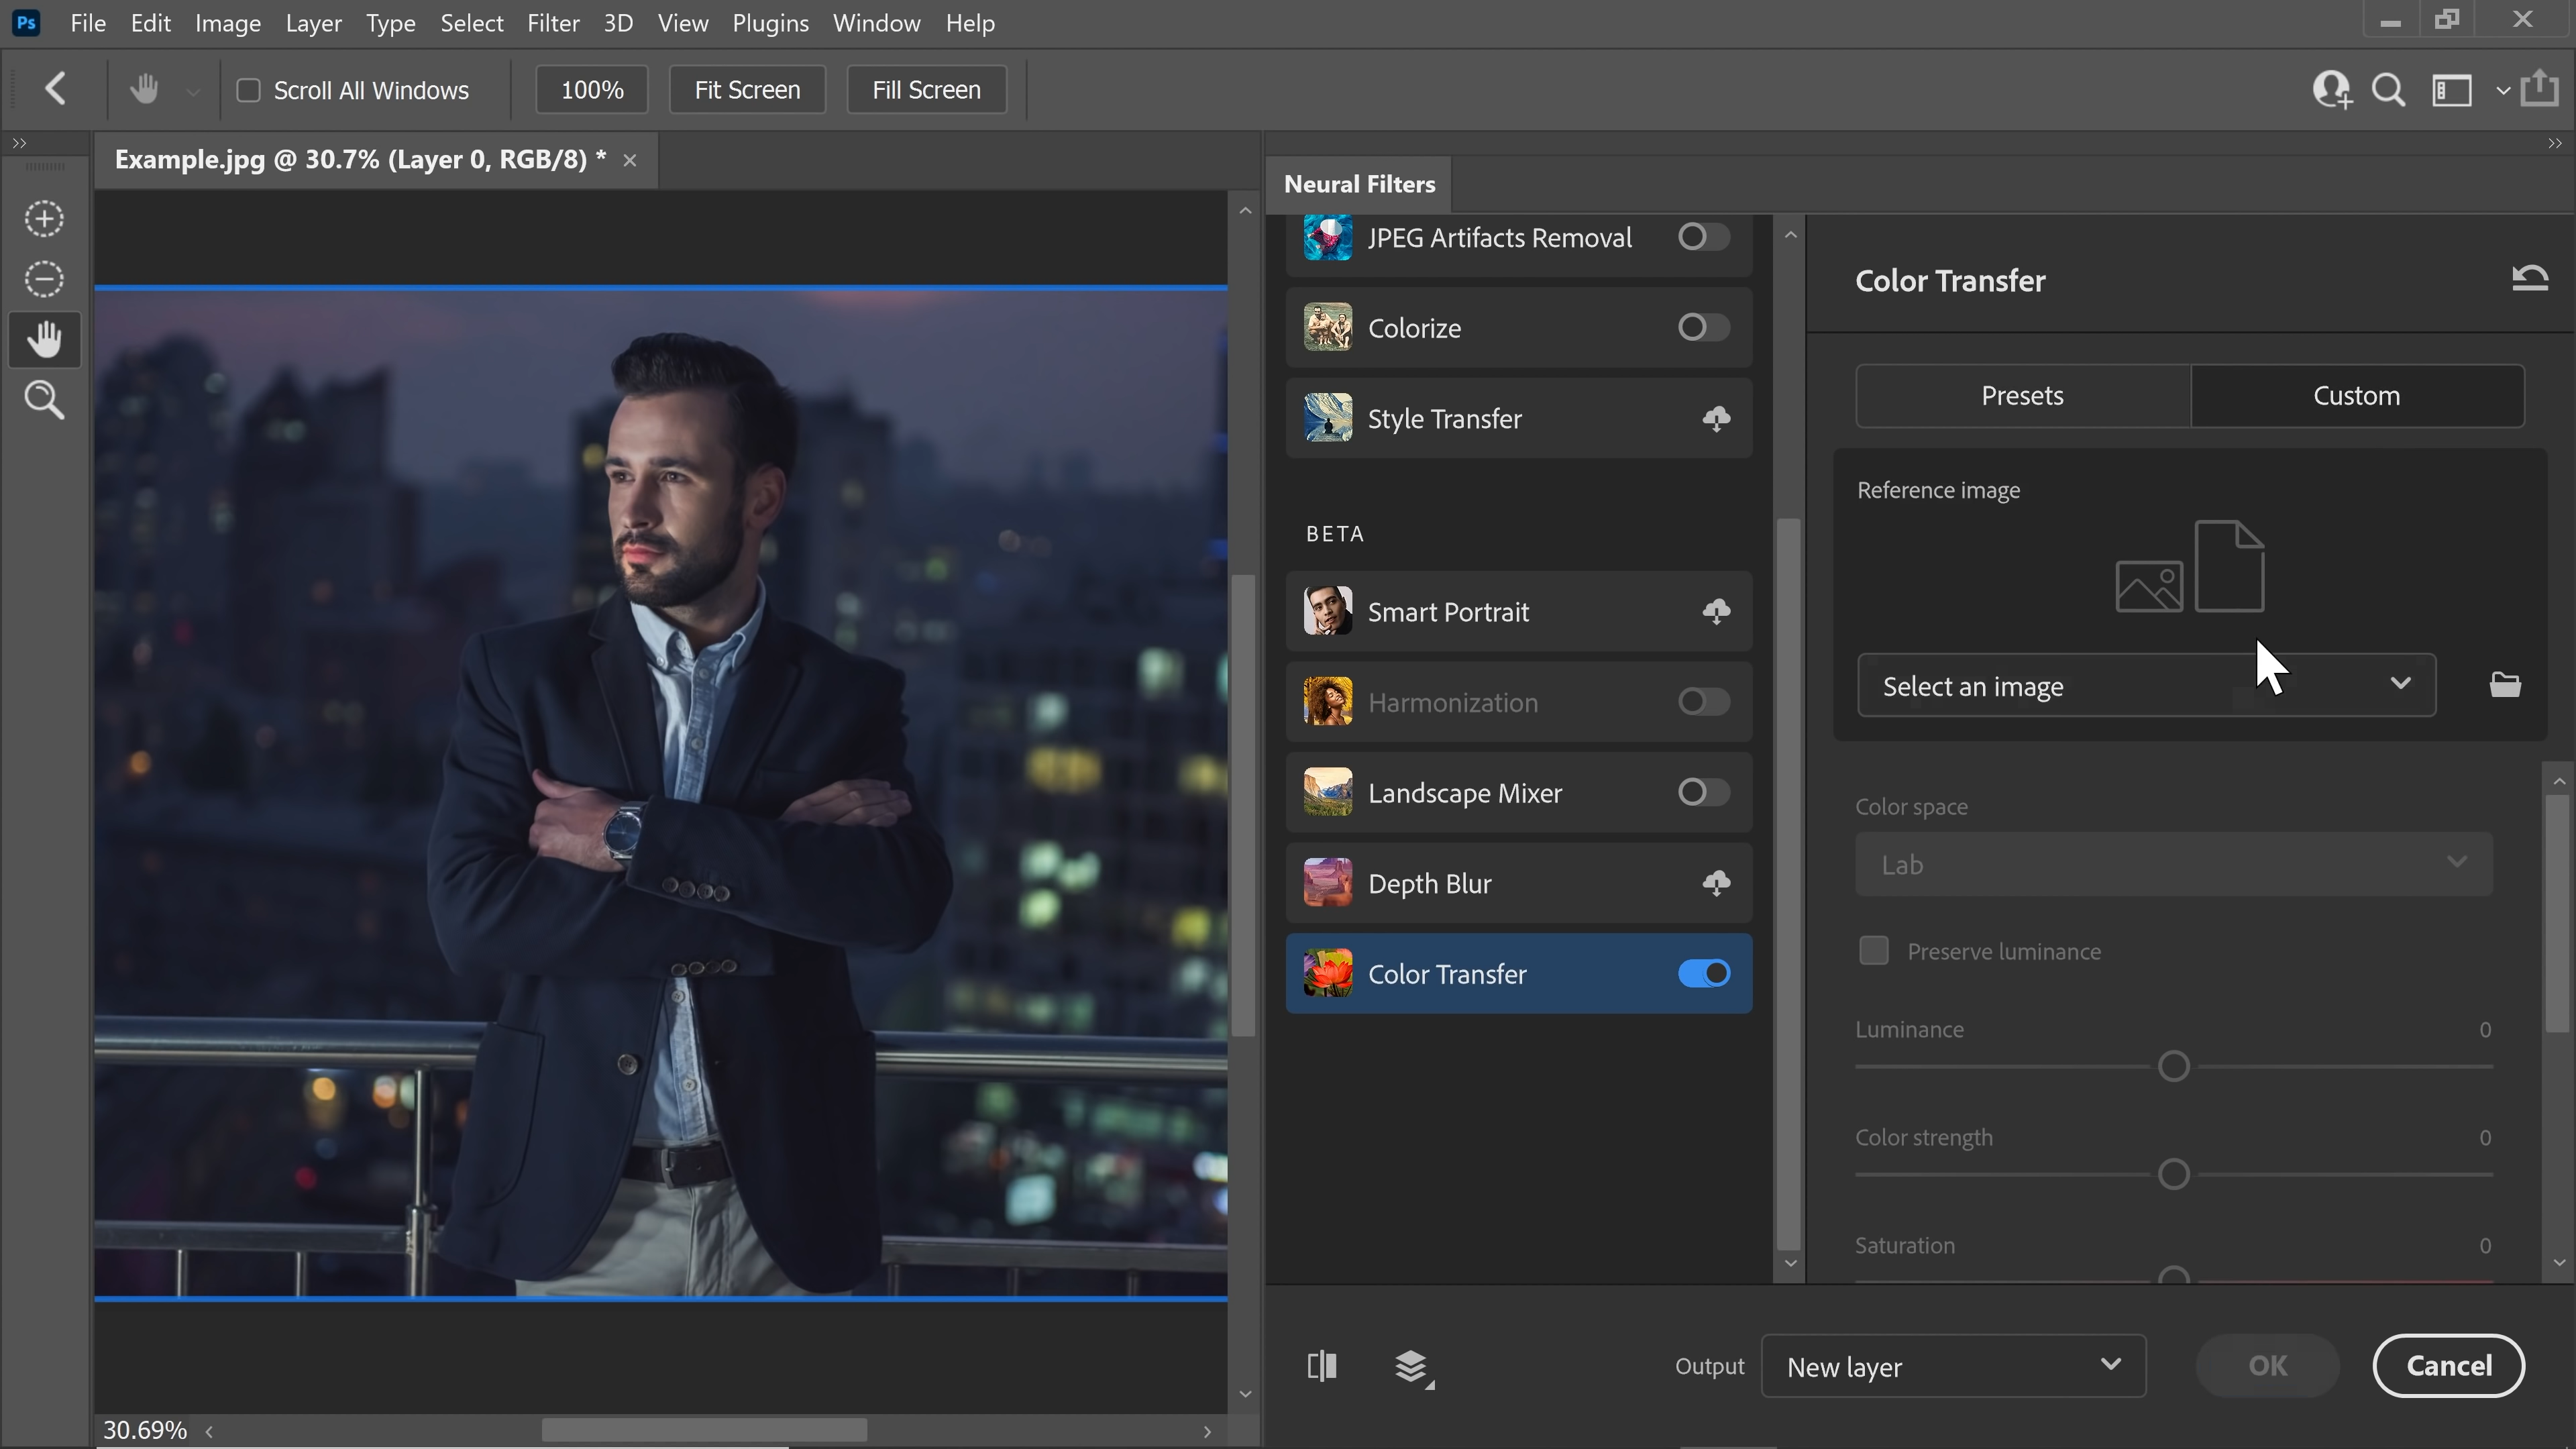 Ps File Edit Image Layer Type Select Filter 3D View Plugins Window Help
Scroll All Windows 100% Fit Screen Fill Screen
Example.jpg @ 30.7% (Layer 0, RGB/8) *
Neural Filters
JPEG Artifacts Removal
Colorize
Style Transfer
BETA
Smart Portrait
Harmonization
Landscape Mixer
Depth Blur
Color Transfer
Color Transfer
Presets Custom
Reference image
Select an image
Color space
Lab
Preserve luminance
Luminance 0
Color strength 0
Saturation 0
Output New layer OK Cancel
30.69%